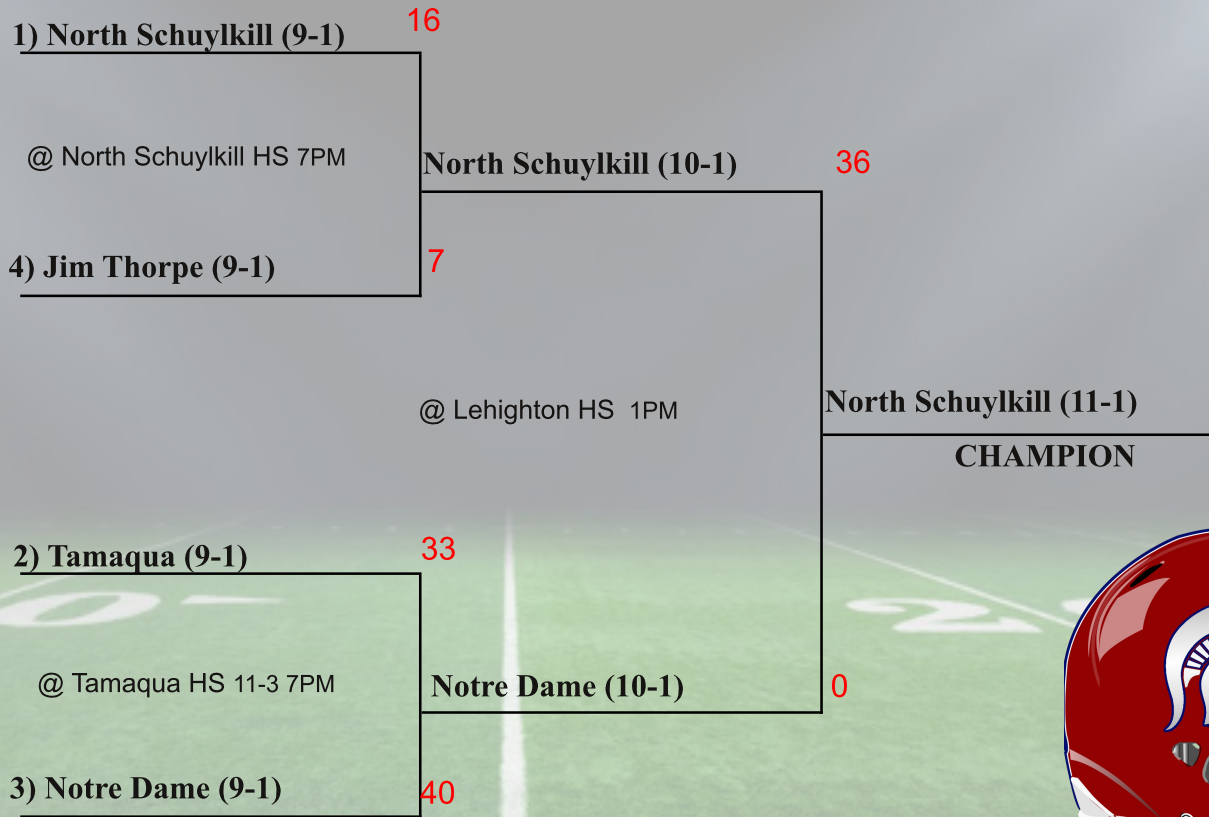 16
1) North Schuylkill (9-1)
@ North Schuylkill HS 7PM
North Schuylkill (10-1)
36
4) Jim Thorpe (9-1)
7
@ Lehighton HS 1PM
North Schuylkill (11-1)
CHAMPION
2) Tamaqua (9-1)
33
@ Tamaqua HS 11-3 7PM
Notre Dame (10-1)
0
3) Notre Dame (9-1)
40